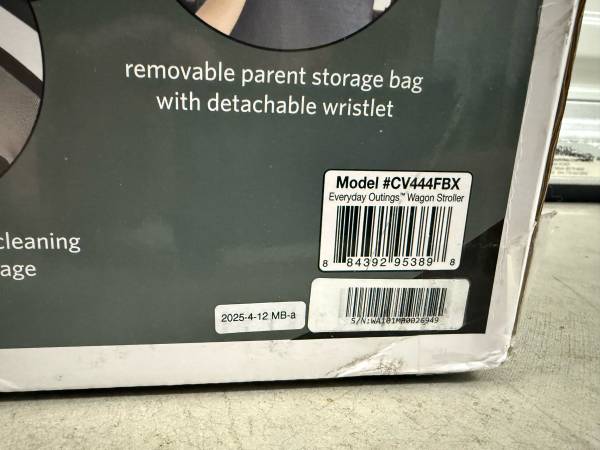 removable parent storage bag
with detachable wristlet
cleaning
age
Model #CV444FBX
Everyday Outings™ Wagon Stroller
8 84392 95389 8
2025-4-12 MB-a